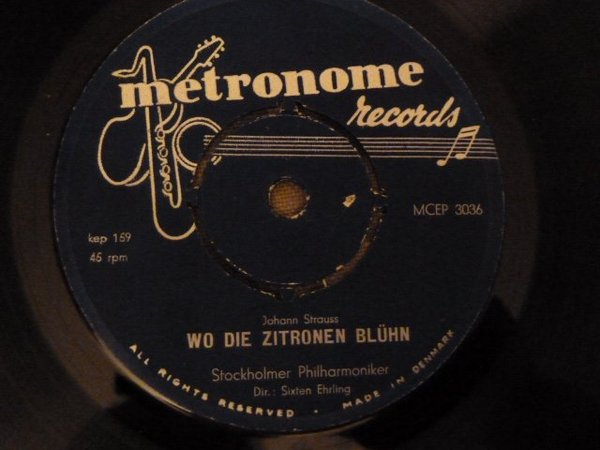 metronome
records
MCEP 3036
kep 159
45 rpm
Johann Strauss
WO DIE ZITRONEN BLÜHN
Stockholmer Philharmoniker
Dir.: Sixten Ehrling
ALL RIGHTS RESERVED • MADE IN DENMARK